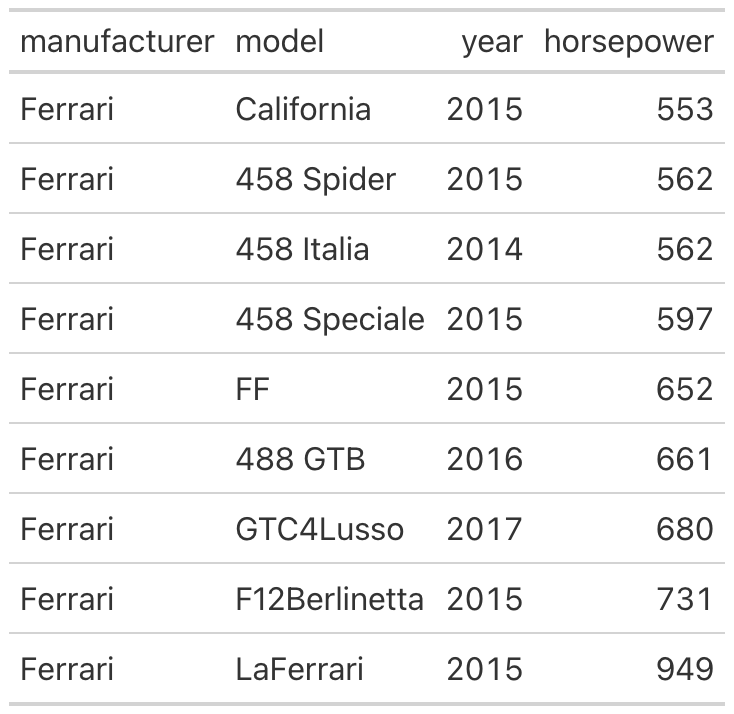 manufacturer model year horsepower
Ferrari California 2015 553
Ferrari 458 Spider 2015 562
Ferrari 458 Italia 2014 562
Ferrari 458 Speciale 2015 597
Ferrari FF 2015 652
Ferrari 488 GTB 2016 661
Ferrari GTC4Lusso 2017 680
Ferrari F12Berlinetta 2015 731
Ferrari LaFerrari 2015 949